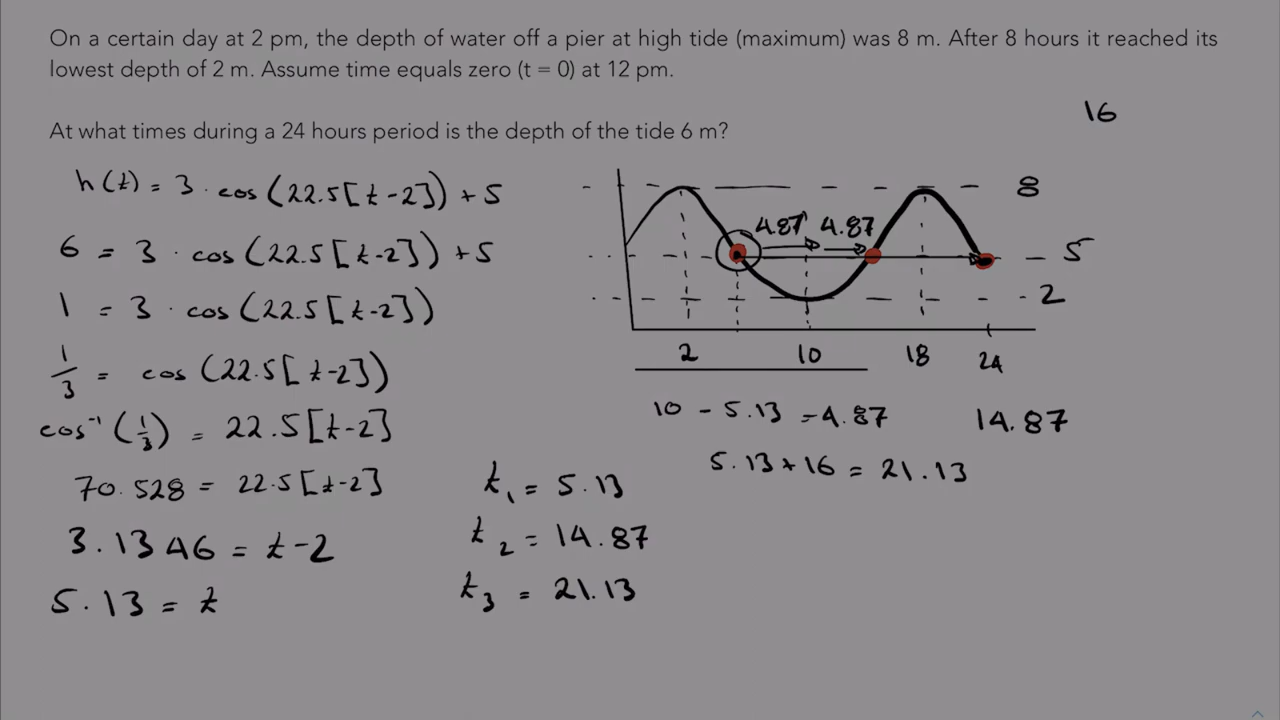 On a certain day at 2 pm, the depth of water off a pier at high tide (maximum) was 8 m. After 8 hours it reached its
lowest depth of 2 m. Assume time equals zero (t = 0) at 12 pm.
16
At what times during a 24 hours period is the depth of the tide 6 m?
h(t) = 3 · cos(22.5[t-2]) + 5
6 = 3 · cos(22.5[t-2]) + 5
1 = 3 · cos(22.5[t-2])
1/3 = cos(22.5[t-2])
cos⁻¹(1/3) = 22.5[t-2]
70.528 = 22.5[t-2]
3.1346 = t-2
5.13 = t
t₁ = 5.13
t₂ = 14.87
t₃ = 21.13
8
4.87 4.87
5
2
2 10 18 24
10 - 5.13 = 4.87
14.87
5.13 + 16 = 21.13